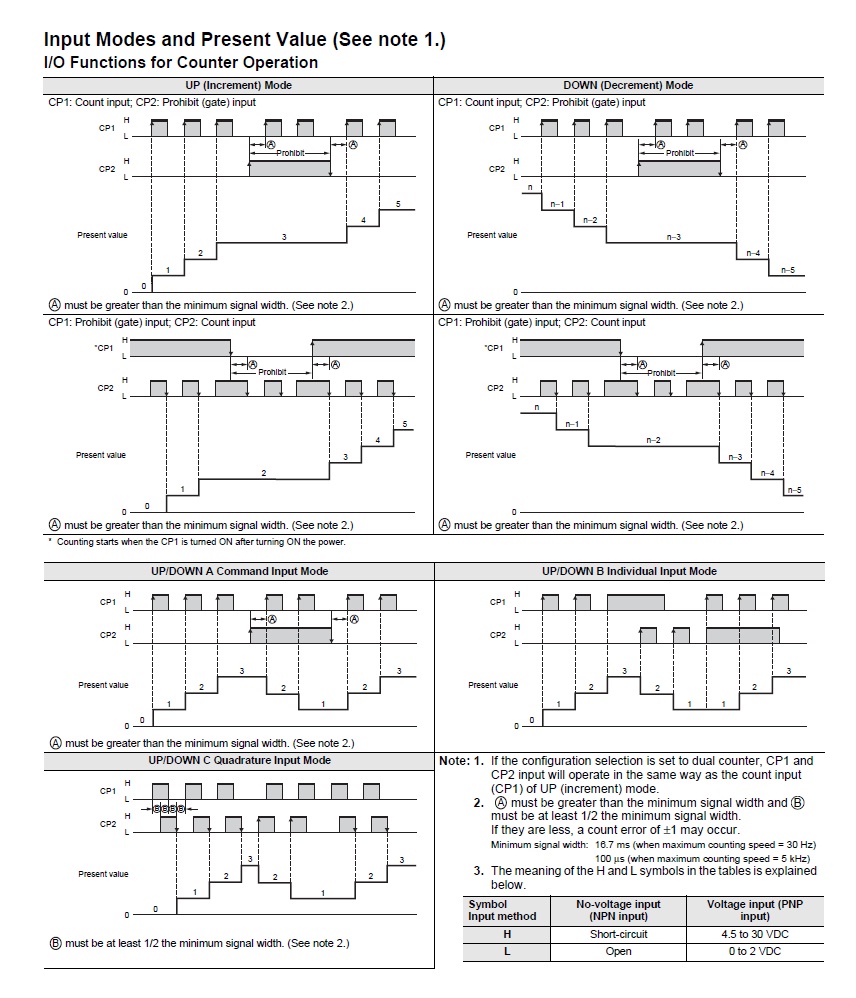 Input Modes and Present Value (See note 1.)
I/O Functions for Counter Operation
UP (Increment) Mode
CP1: Count input; CP2: Prohibit (gate) input
CP1
H
L
Ⓐ
Prohibit
Ⓐ
CP2
H
L
Present value
0
0
1
2
3
4
5
Ⓐ must be greater than the minimum signal width. (See note 2.)
DOWN (Decrement) Mode
CP1: Count input; CP2: Prohibit (gate) input
CP1
H
L
Ⓐ
Prohibit
Ⓐ
CP2
H
L
Present value
n
n–1
n–2
n–3
n–4
n–5
0
Ⓐ must be greater than the minimum signal width. (See note 2.)
CP1: Prohibit (gate) input; CP2: Count input
*CP1
H
L
Ⓐ
Prohibit
Ⓐ
CP2
H
L
Present value
0
0
1
2
3
4
5
Ⓐ must be greater than the minimum signal width. (See note 2.)
CP1: Prohibit (gate) input; CP2: Count input
*CP1
H
L
Ⓐ
Prohibit
Ⓐ
CP2
H
L
Present value
n
n–1
n–2
n–3
n–4
n–5
0
Ⓐ must be greater than the minimum signal width. (See note 2.)
* Counting starts when the CP1 is turned ON after turning ON the power.
UP/DOWN A Command Input Mode
CP1
H
L
Ⓐ
Ⓐ
CP2
H
L
Present value
0
0
1
2
3
2
1
2
3
Ⓐ must be greater than the minimum signal width. (See note 2.)
UP/DOWN B Individual Input Mode
CP1
H
L
CP2
H
L
Present value
0
0
1
2
3
2
1
1
2
3
UP/DOWN C Quadrature Input Mode
CP1
H
L
Ⓑ Ⓑ Ⓑ Ⓑ
CP2
H
L
Present value
0
0
1
2
3
2
1
2
3
Ⓑ must be at least 1/2 the minimum signal width. (See note 2.)
Note: 1. If the configuration selection is set to dual counter, CP1 and
CP2 input will operate in the same way as the count input
(CP1) of UP (increment) mode.
2. Ⓐ must be greater than the minimum signal width and Ⓑ
must be at least 1/2 the minimum signal width.
If they are less, a count error of ±1 may occur.
Minimum signal width: 16.7 ms (when maximum counting speed = 30 Hz)
100 μs (when maximum counting speed = 5 kHz)
3. The meaning of the H and L symbols in the tables is explained
below.
Symbol
Input method
No-voltage input
(NPN input)
Voltage input (PNP
input)
H
Short-circuit
4.5 to 30 VDC
L
Open
0 to 2 VDC